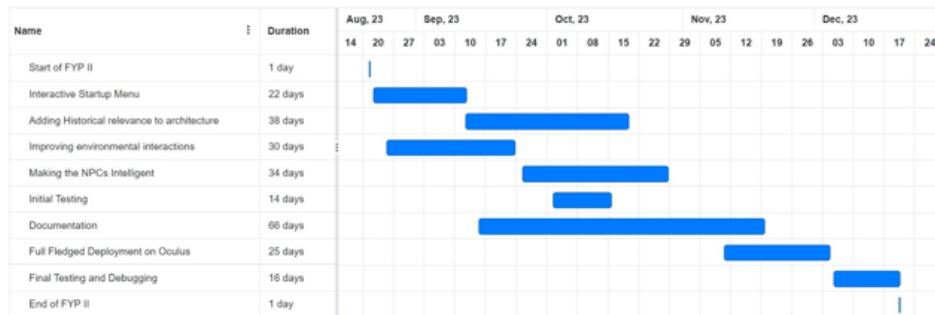 Aug, 23 Sep, 23 Oct, 23 Nov, 23 Dec, 23
Name Duration
14 20 27 03 10 17 24 01 08 15 22 29 05 12 19 26 03 10 17 24
Start of FYP II 1 day
Interactive Startup Menu 22 days
Adding Historical relevance to architecture 38 days
Improving environmental interactions 30 days
Making the NPCs Intelligent 34 days
Initial Testing 14 days
Documentation 66 days
Full Fledged Deployment on Oculus 25 days
Final Testing and Debugging 16 days
End of FYP II 1 day